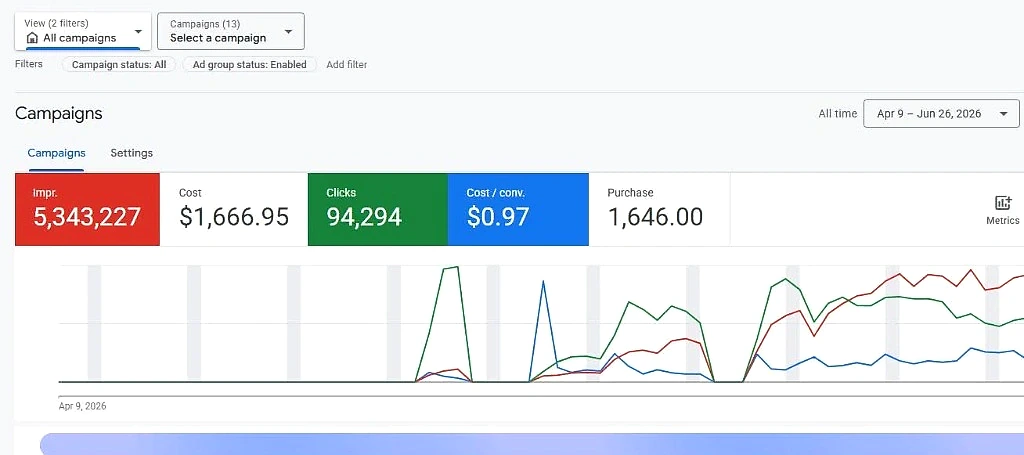 View (2 filters)
All campaigns
Campaigns (13)
Select a campaign
Filters
Campaign status: All
Ad group status: Enabled
Add filter
Campaigns
All time
Apr 9 – Jun 26, 2026
Campaigns
Settings
Impr.
5,343,227
Cost
$1,666.95
Clicks
94,294
Cost / conv.
$0.97
Purchase
1,646.00
Metrics
Apr 9, 2026